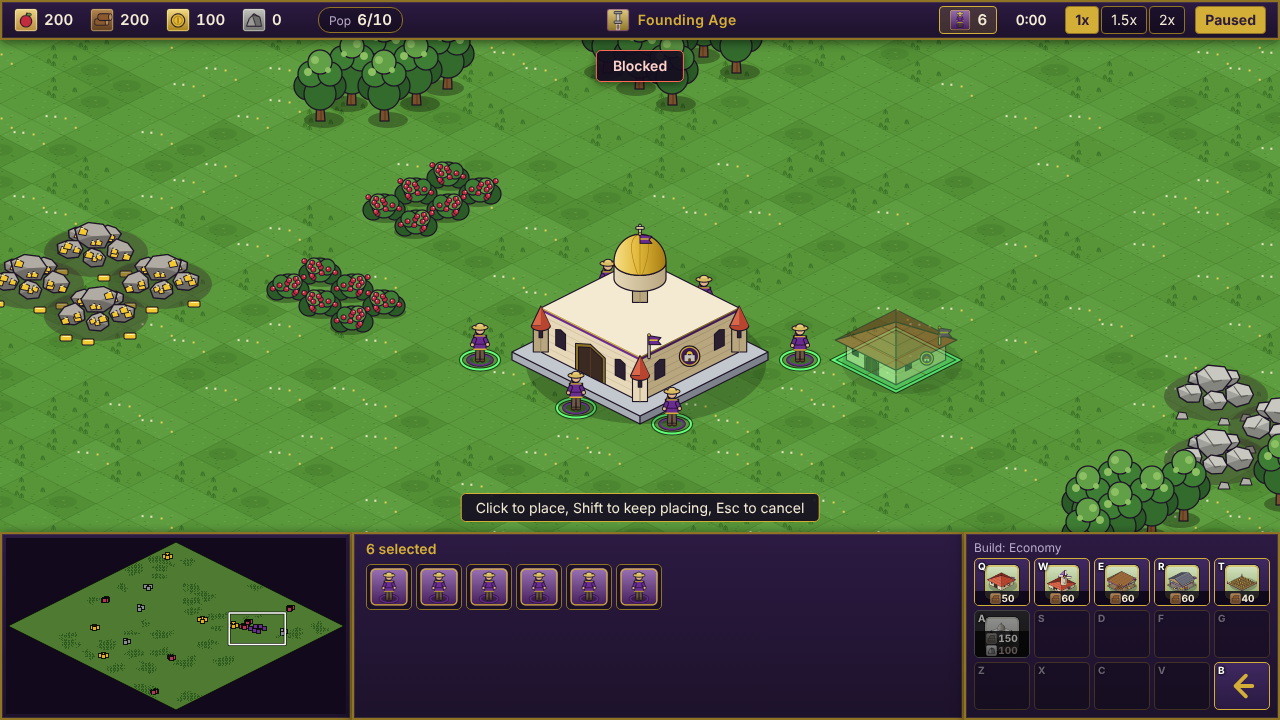 200
200
100
0
Pop 6/10
Founding Age
6
0:00
1x
1.5x
2x
Paused
Blocked
Click to place, Shift to keep placing, Esc to cancel
6 selected
Build: Economy
Q
50
W
60
E
60
R
60
T
40
A
150
100
S
D
F
G
Z
X
C
V
B